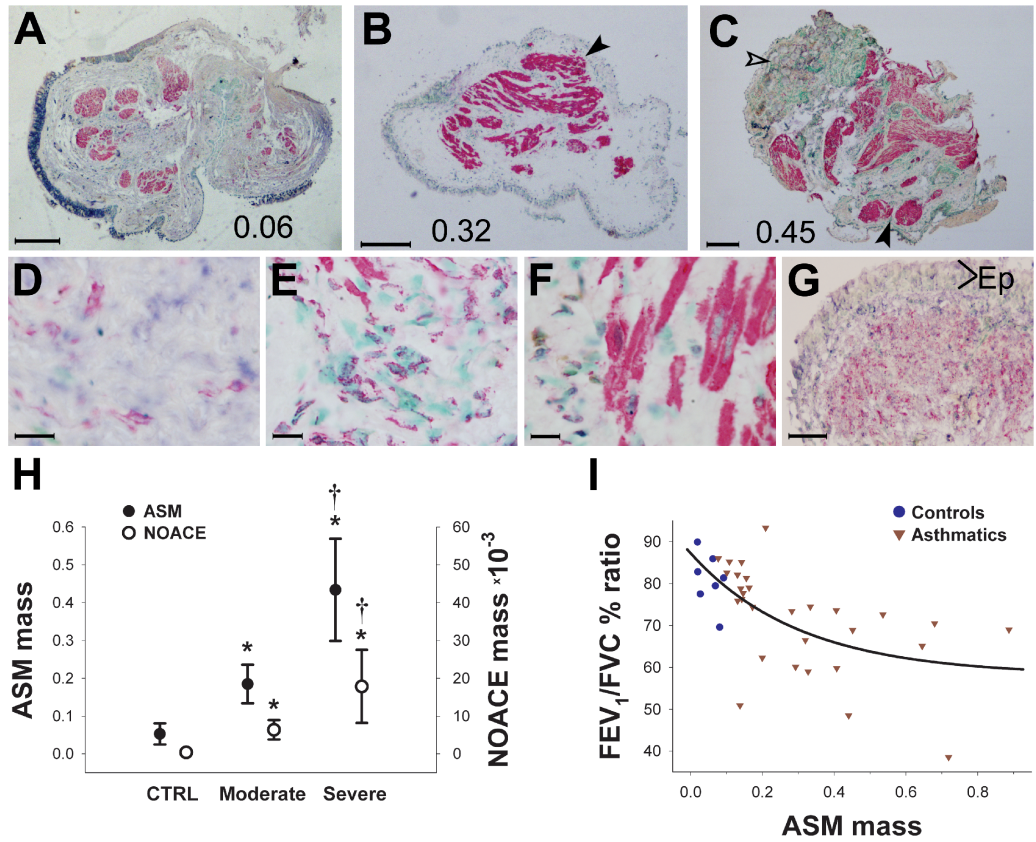 A
B
C
0.06
0.32
0.45
D
E
F
G
Ep
H
ASM
NOACE
ASM mass
0.6
0.5
0.4
0.3
0.2
0.1
0.0
†
*
†
*
*
*
60
50
40
30
20
10
0
NOACE mass ×10⁻³
CTRL Moderate Severe
I
Controls
Asthmatics
FEV₁/FVC % ratio
90
80
70
60
50
40
0.0 0.2 0.4 0.6 0.8
ASM mass